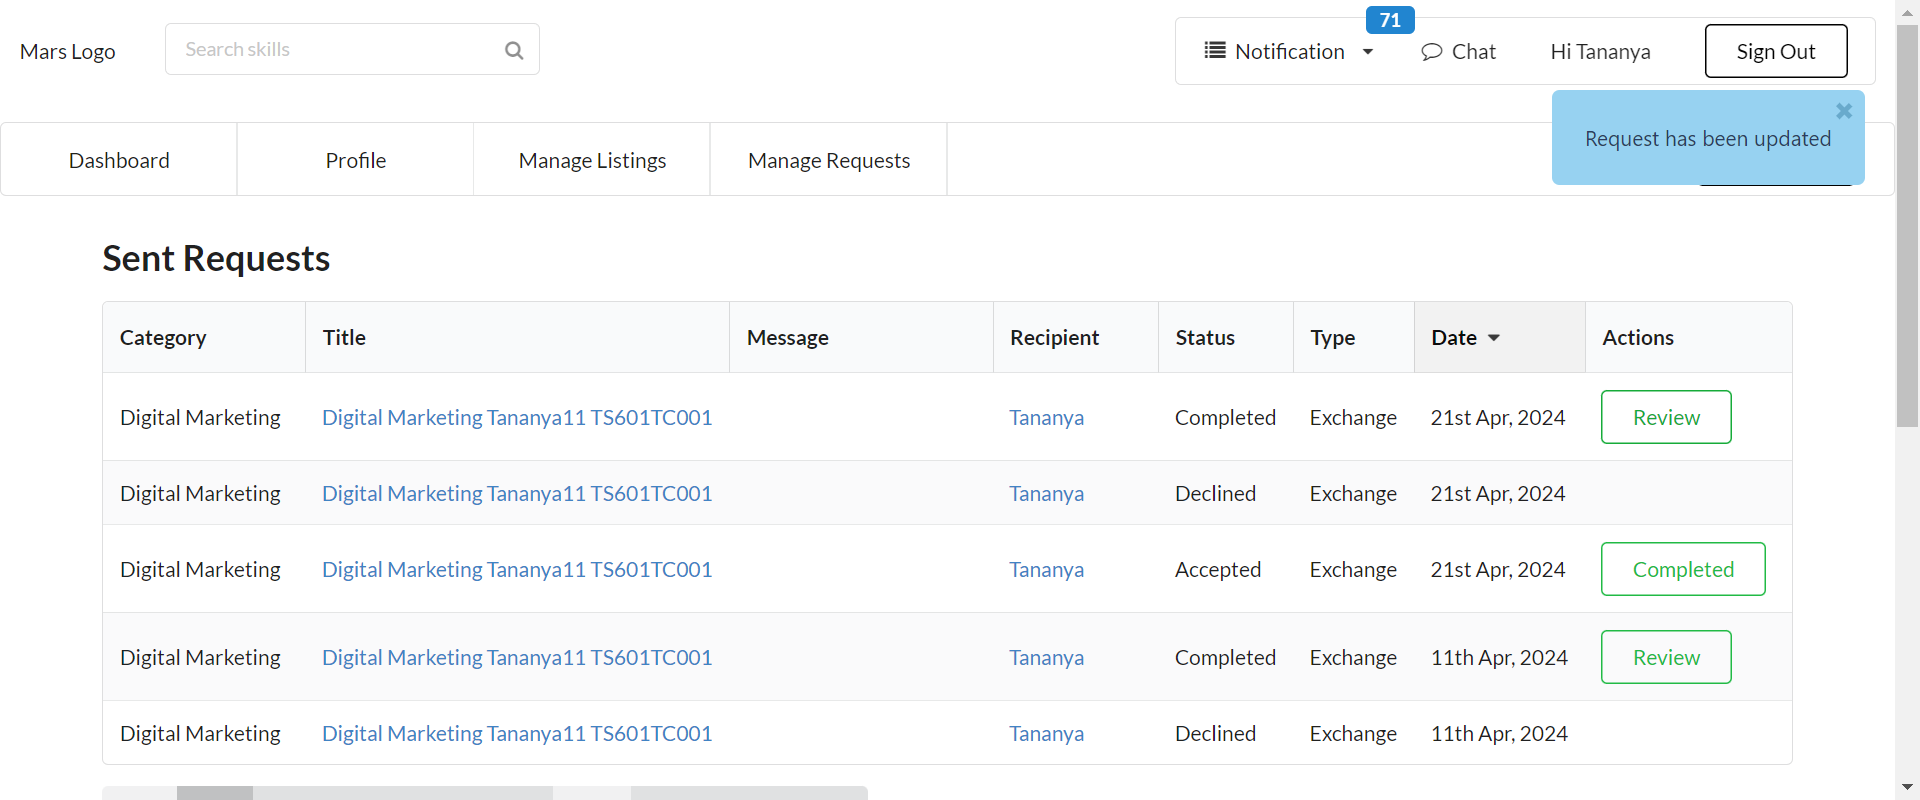 71
Mars Logo Search skills Notification Chat Hi Tananya Sign Out
Request has been updated
Dashboard Profile Manage Listings Manage Requests
Sent Requests
Category Title Message Recipient Status Type Date Actions
Digital Marketing Digital Marketing Tananya11 TS601TC001 Tananya Completed Exchange 21st Apr, 2024 Review
Digital Marketing Digital Marketing Tananya11 TS601TC001 Tananya Declined Exchange 21st Apr, 2024
Digital Marketing Digital Marketing Tananya11 TS601TC001 Tananya Accepted Exchange 21st Apr, 2024 Completed
Digital Marketing Digital Marketing Tananya11 TS601TC001 Tananya Completed Exchange 11th Apr, 2024 Review
Digital Marketing Digital Marketing Tananya11 TS601TC001 Tananya Declined Exchange 11th Apr, 2024